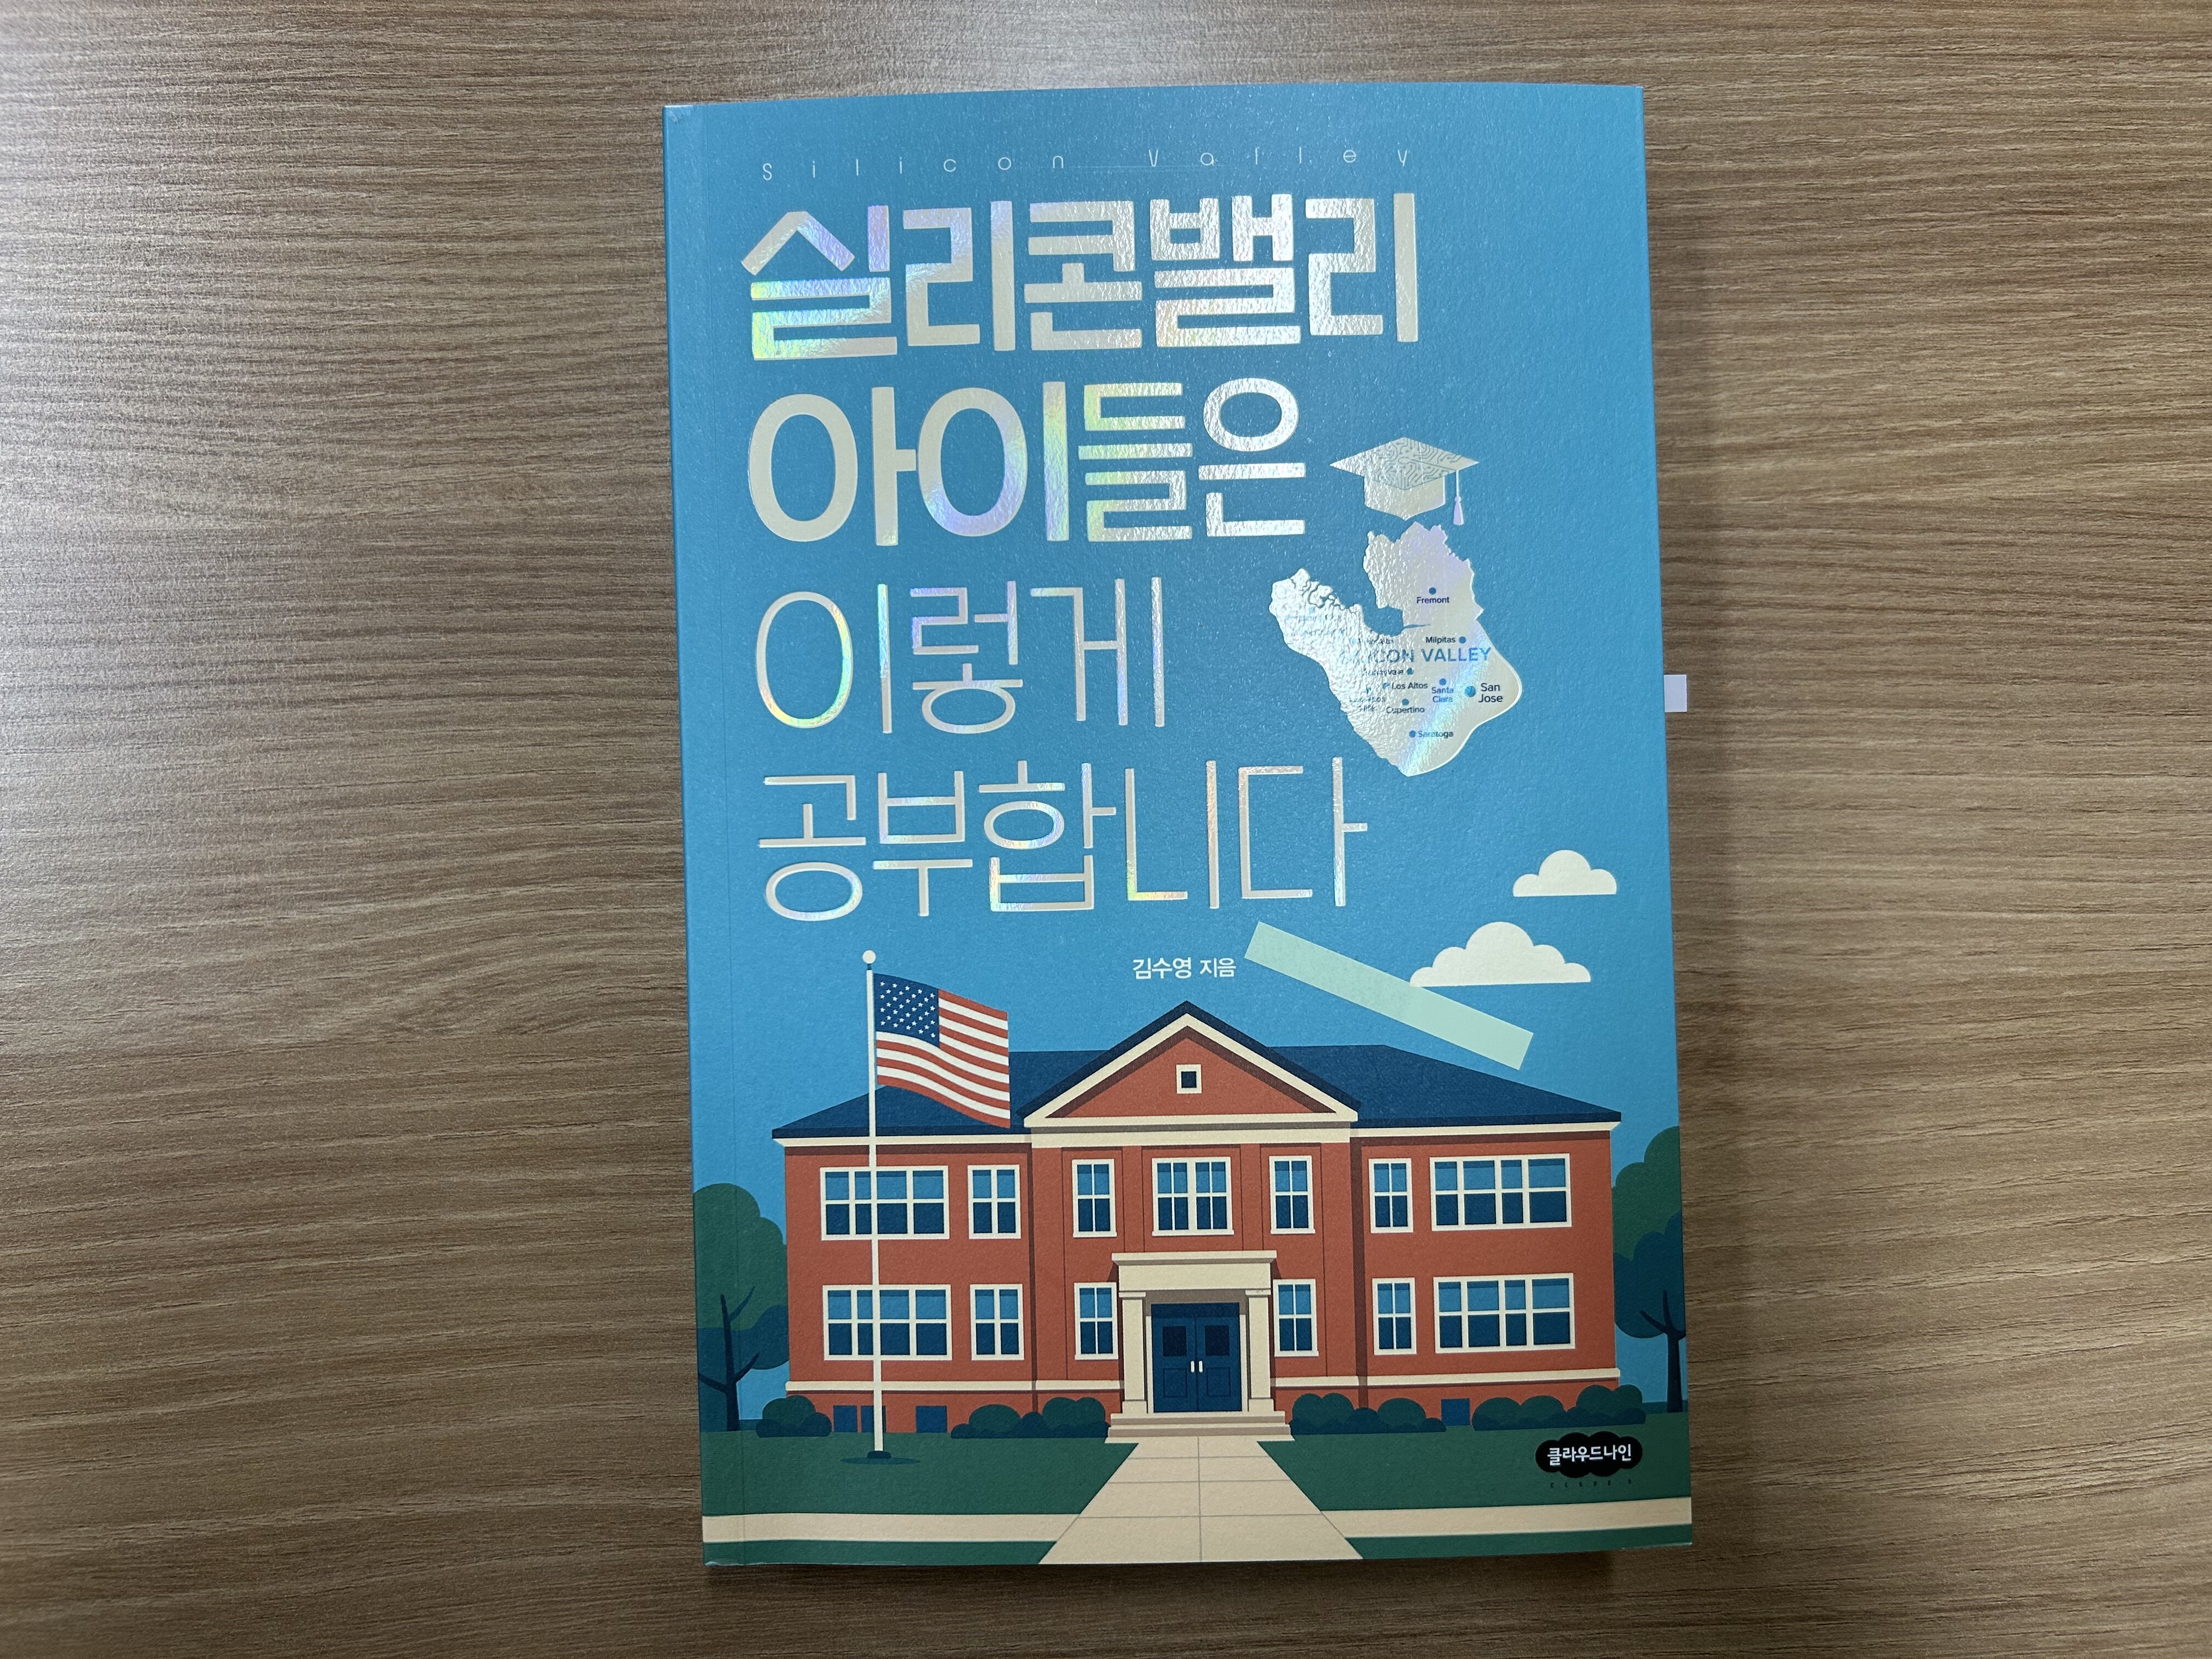 Silicon Valley
실리콘밸리
아이들은
이렇게
공부합니다
Fremont
Milpitas
VALLEY
Los Altos
Santa
Clara
San
Jose
Cupertino
Saratoga
김수영 지음
클라우드나인